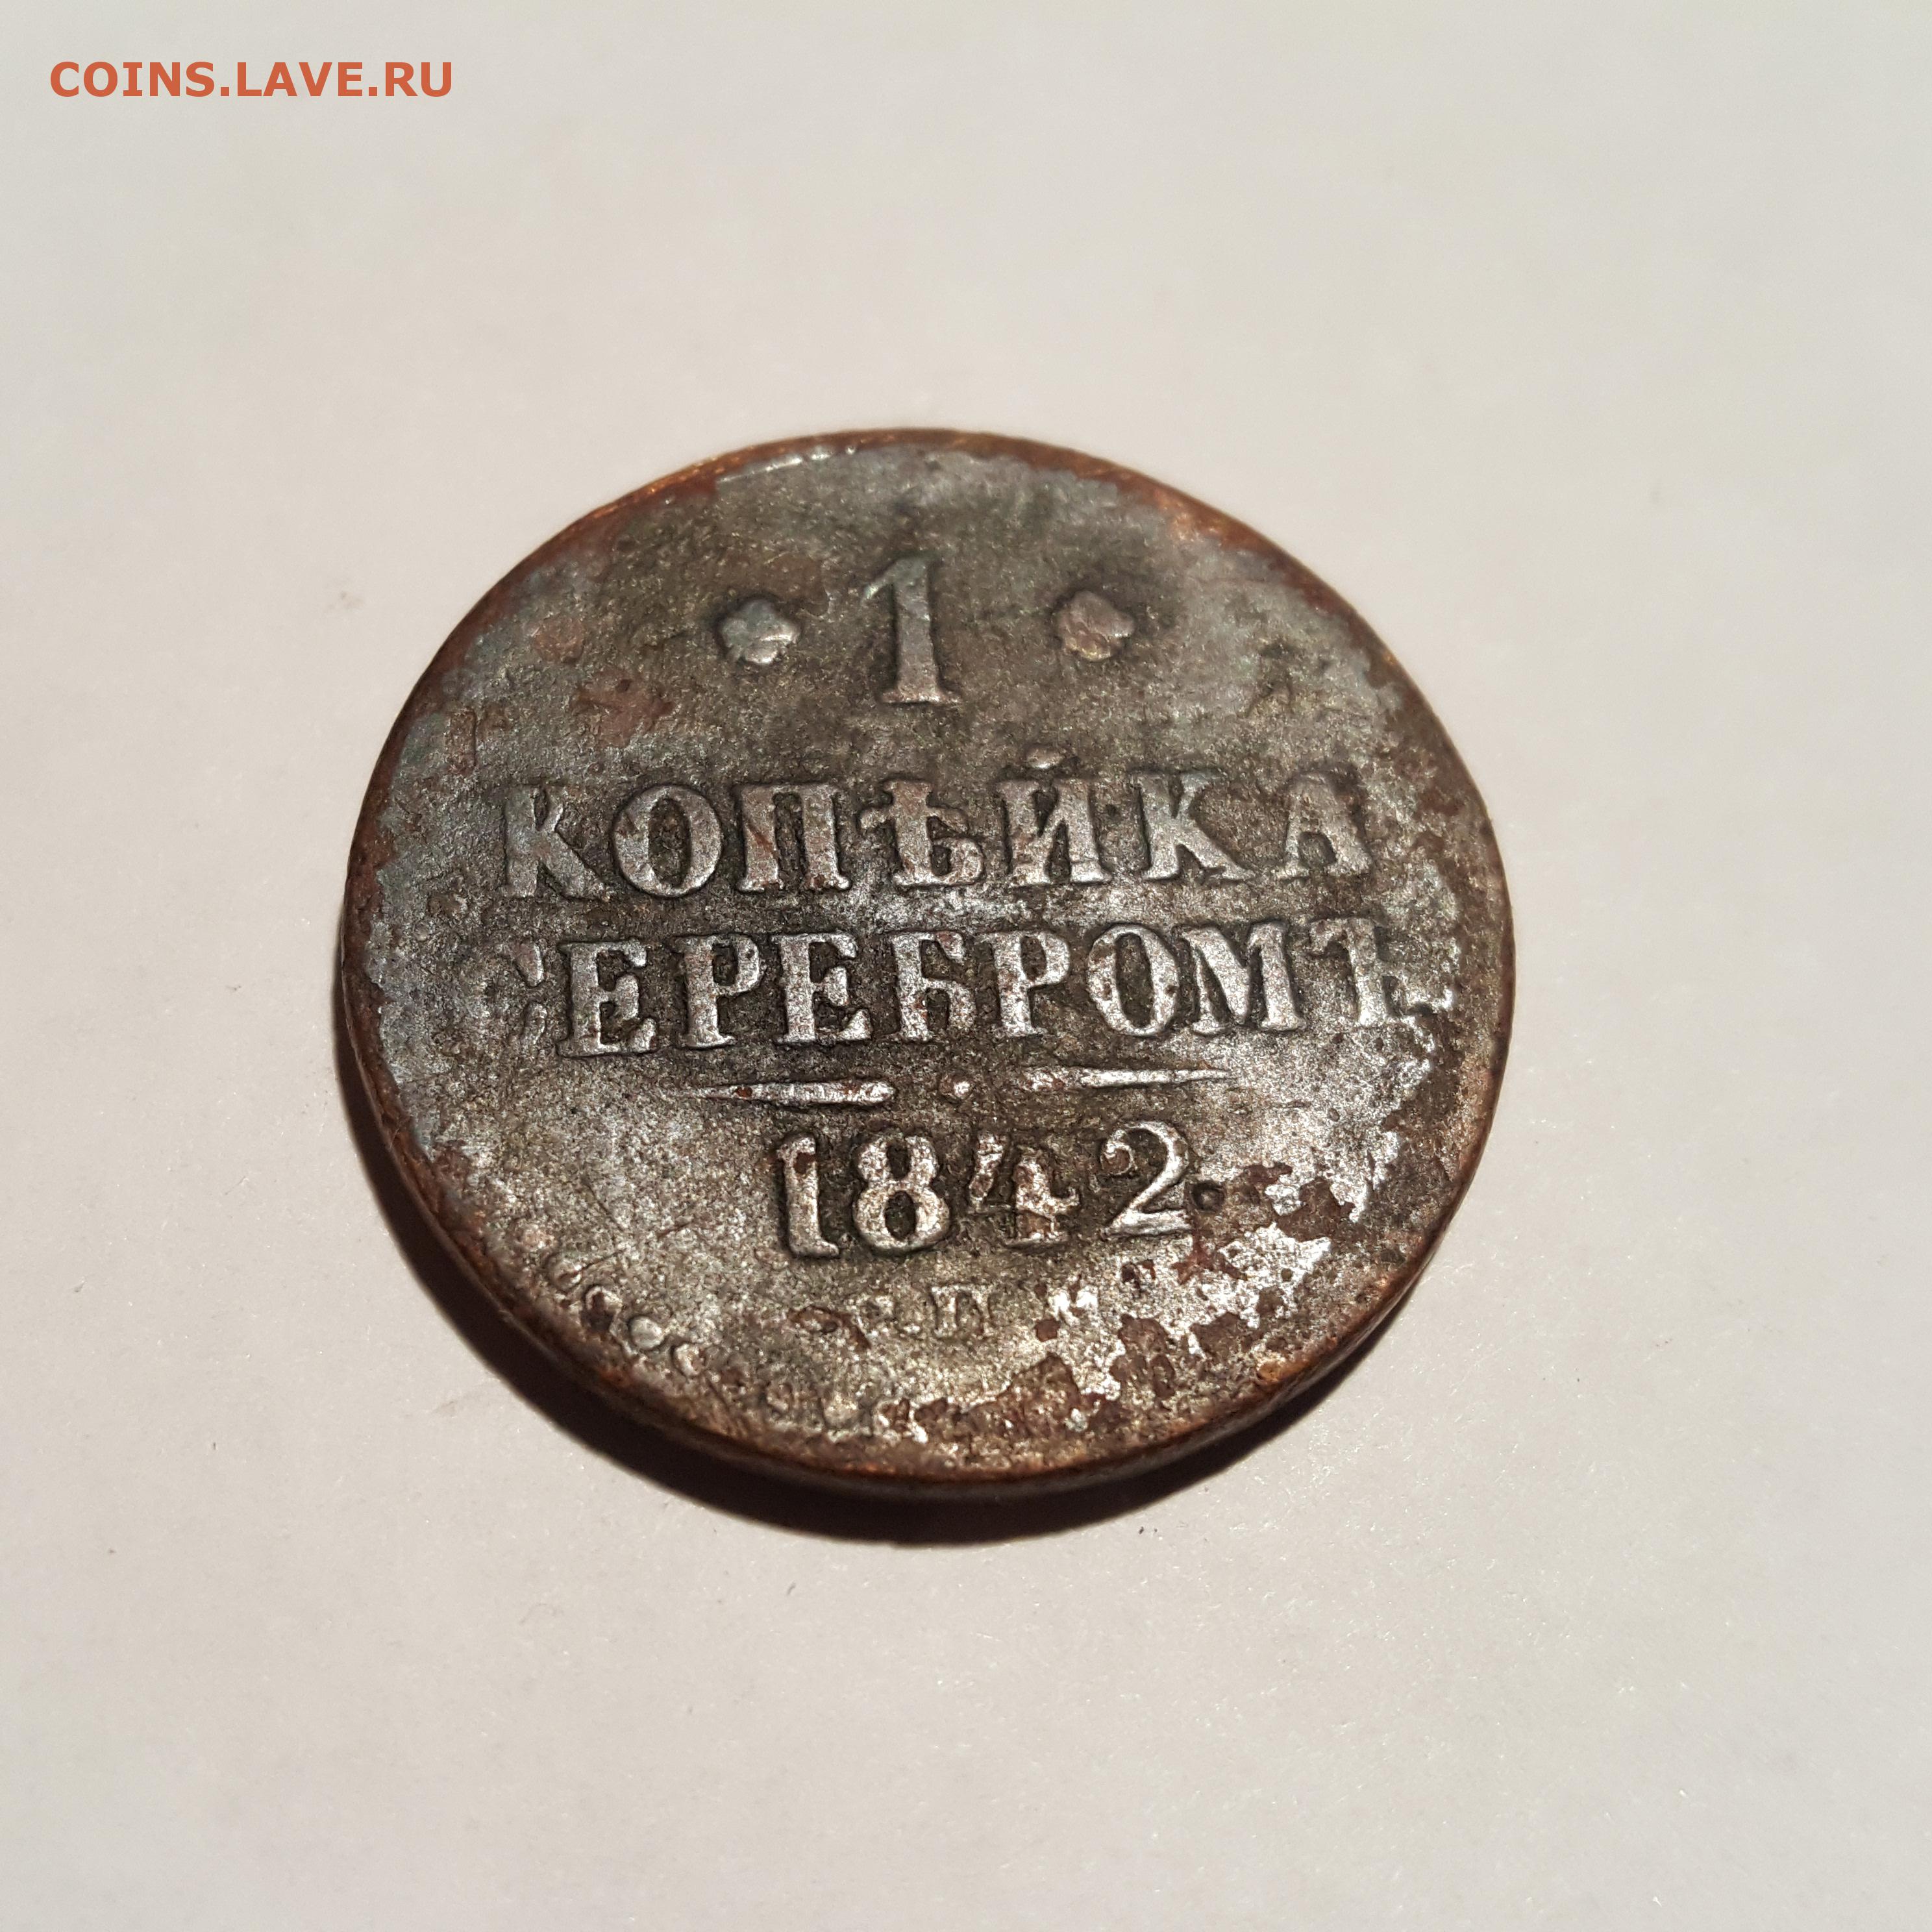 COINS.LAVE.RU
1
КОПѢЙКА
СЕРЕБРОМЪ
1842.
С.П.М